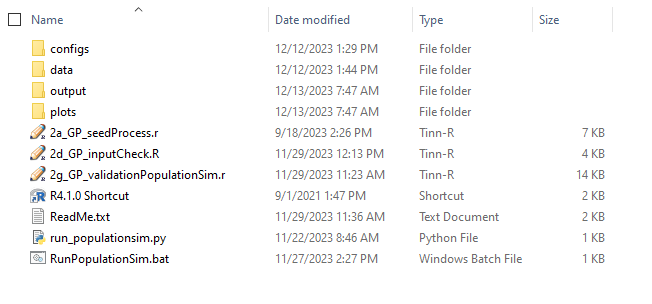 Name Date modified Type Size
configs 12/12/2023 1:29 PM File folder
data 12/12/2023 1:44 PM File folder
output 12/13/2023 7:47 AM File folder
plots 12/13/2023 7:47 AM File folder
2a_GP_seedProcess.r 9/18/2023 2:26 PM Tinn-R 7 KB
2d_GP_inputCheck.R 11/29/2023 12:13 PM Tinn-R 4 KB
2g_GP_validationPopulationSim.r 11/29/2023 11:23 AM Tinn-R 14 KB
R4.1.0 Shortcut 9/1/2021 1:47 PM Shortcut 2 KB
ReadMe.txt 11/29/2023 11:36 AM Text Document 2 KB
run_populationsim.py 11/22/2023 8:46 AM Python File 1 KB
RunPopulationSim.bat 11/27/2023 2:27 PM Windows Batch File 1 KB